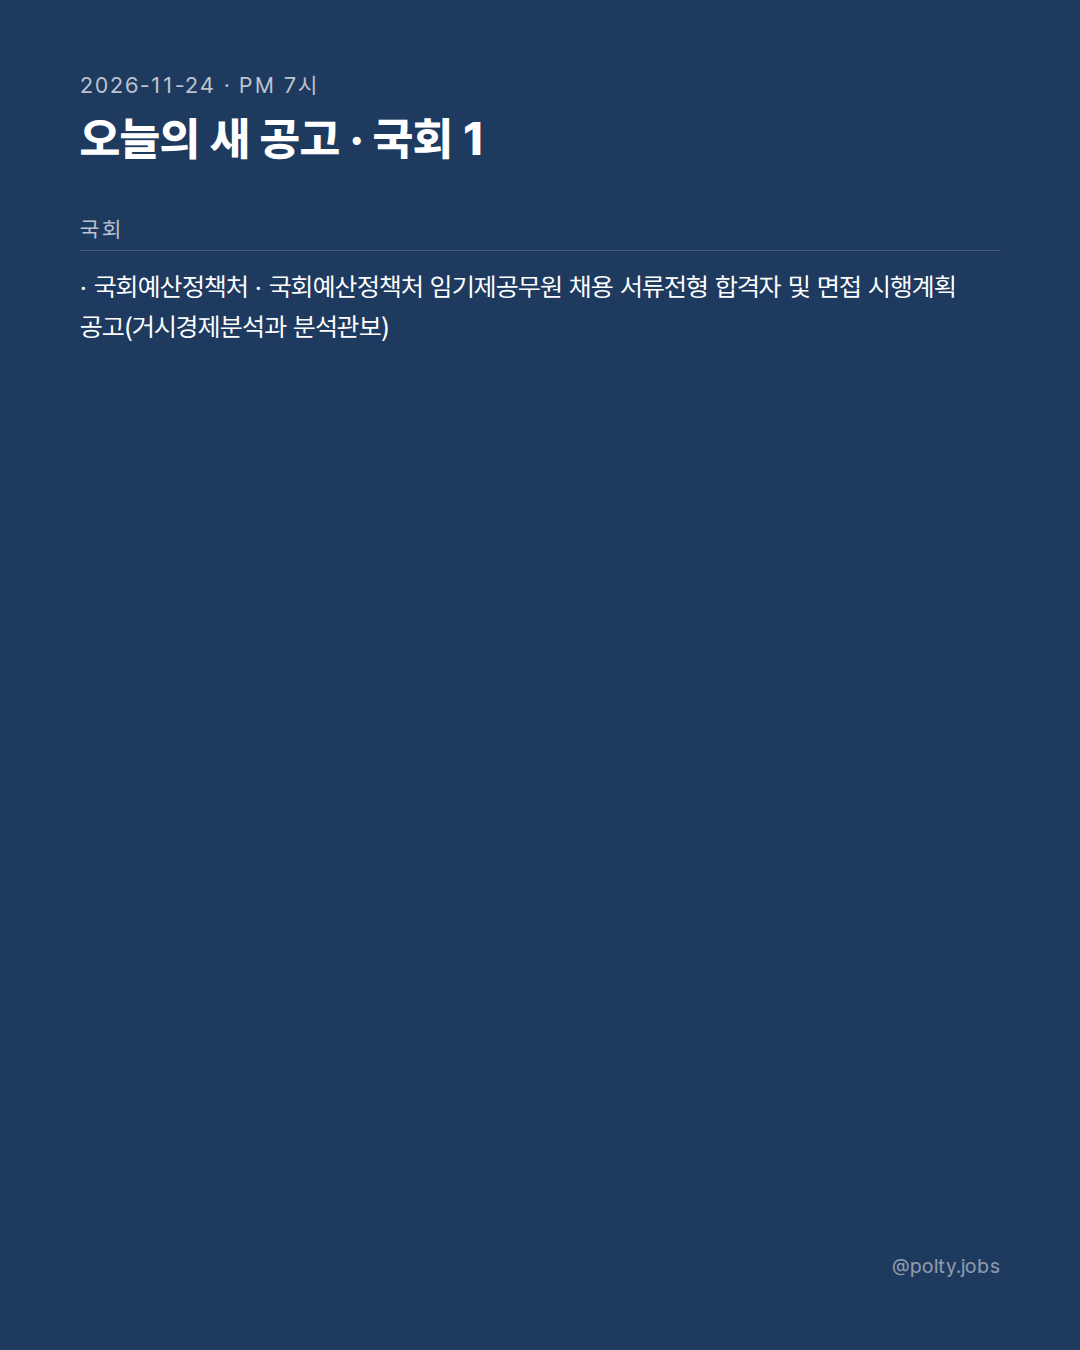 2026-11-24 · PM 7시
오늘의 새 공고 · 국회 1
국회
· 국회예산정책처 · 국회예산정책처 임기제공무원 채용 서류전형 합격자 및 면접 시행계획
공고(거시경제분석과 분석관보)
@polty.jobs